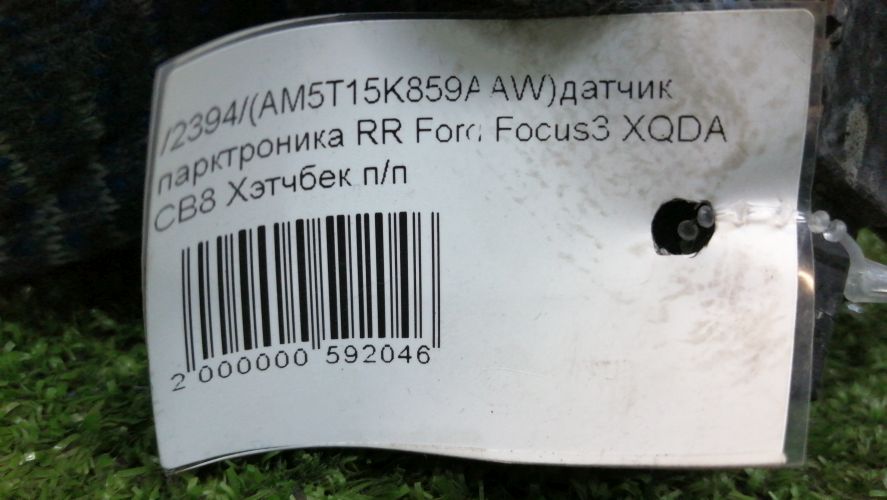 /2394/(AM5T15K859AAW)датчик
парктроника RR Ford Focus3 XQDA
CB8 Хэтчбек п/п
2 000000 592046